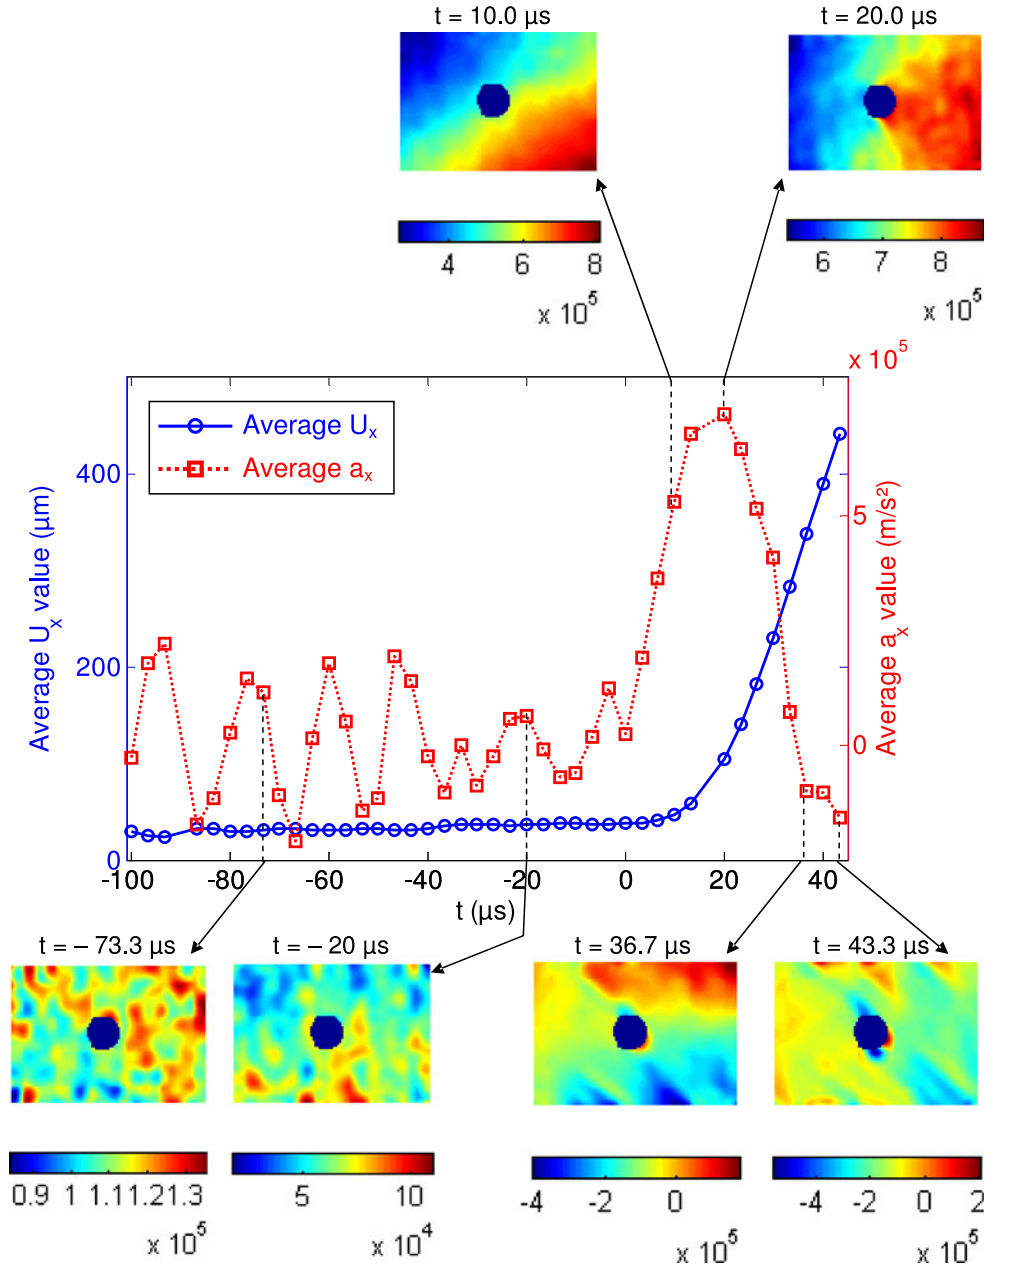 t = 10.0 µs
t = 20.0 µs
4 6 8
x 10^5
6 7 8
x 10^5
x 10^5
Average U_x
Average a_x
400
200
0
5
0
Average U_x value (µm)
Average a_x value (m/s²)
-100 -80 -60 -40 -20 0 20 40
t (µs)
t = – 73.3 µs
t = – 20 µs
t = 36.7 µs
t = 43.3 µs
0.9 1 1.1 1.2 1.3
x 10^5
5 10
x 10^4
-4 -2 0
x 10^5
-4 -2 0 2
x 10^5